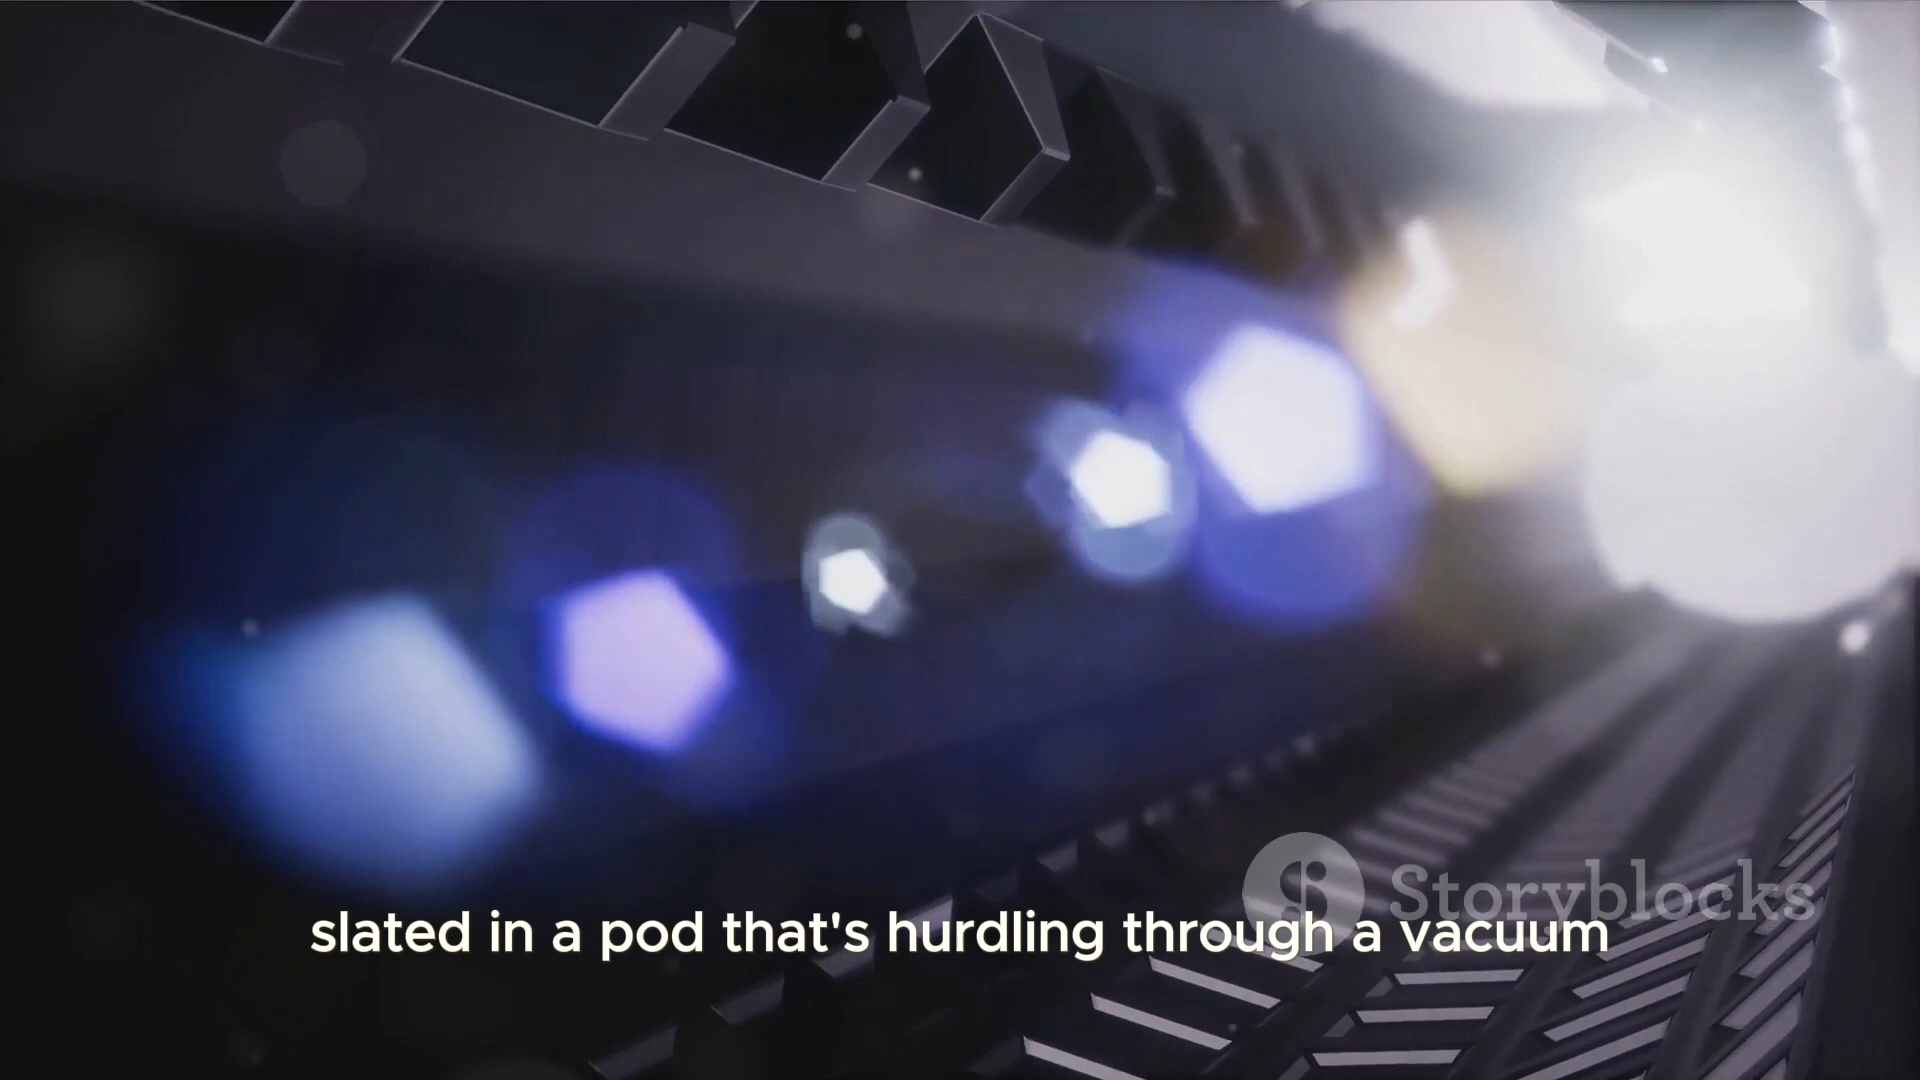 Storyblocks
slated in a pod that's hurdling through a vacuum